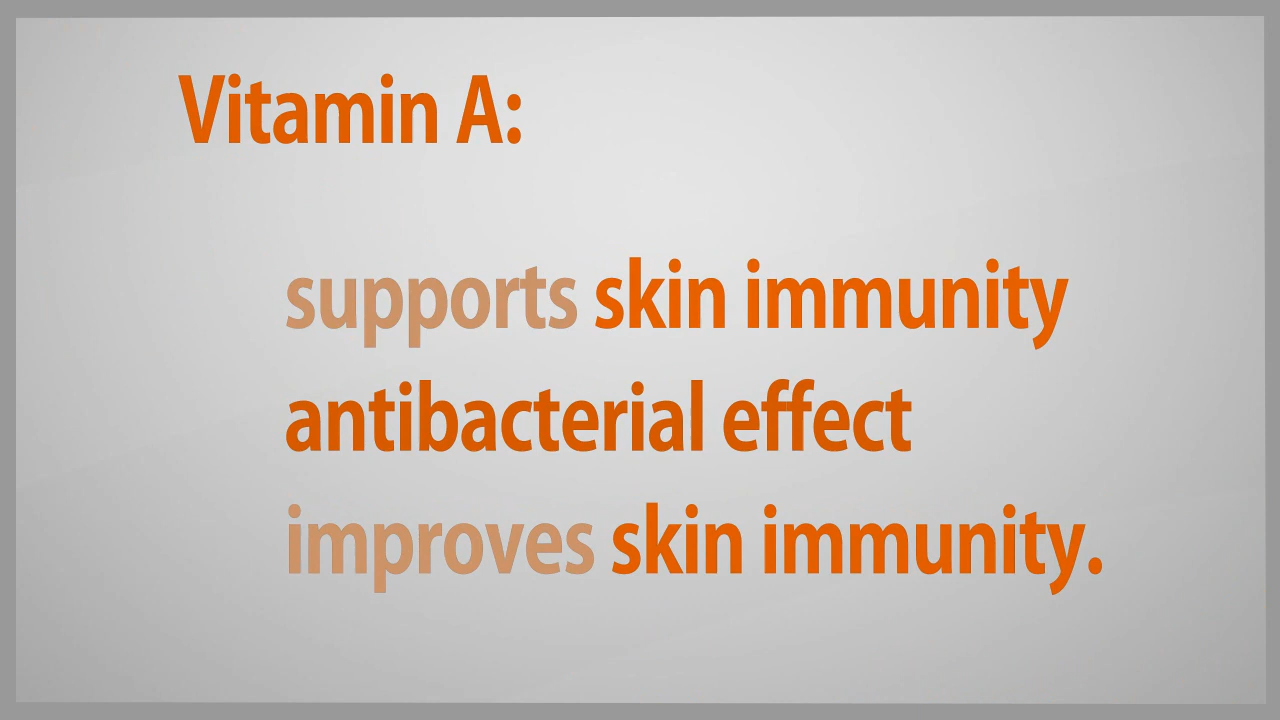 Vitamin A:
supports skin immunity
antibacterial effect
improves skin immunity.